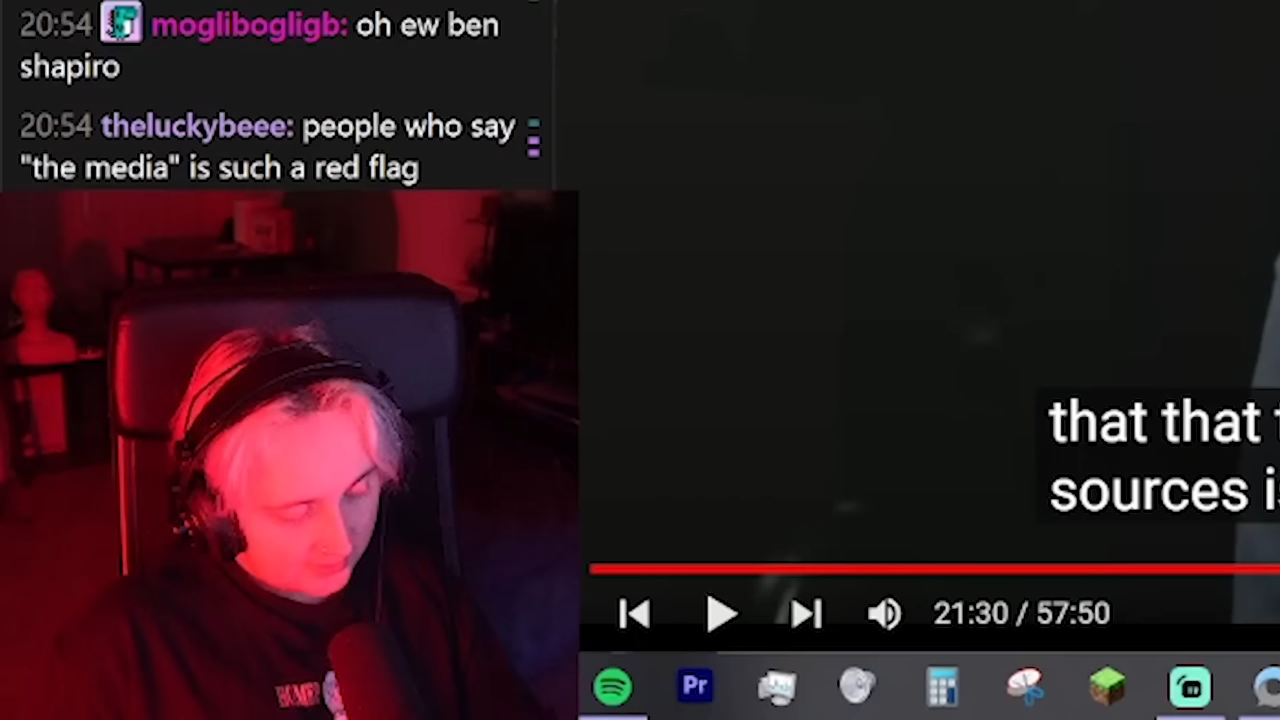 20:54 moglibogligb: oh ew ben
shapiro
20:54 theluckybeee: people who say
"the media" is such a red flag
that that
sources
21:30 / 57:50
Pr